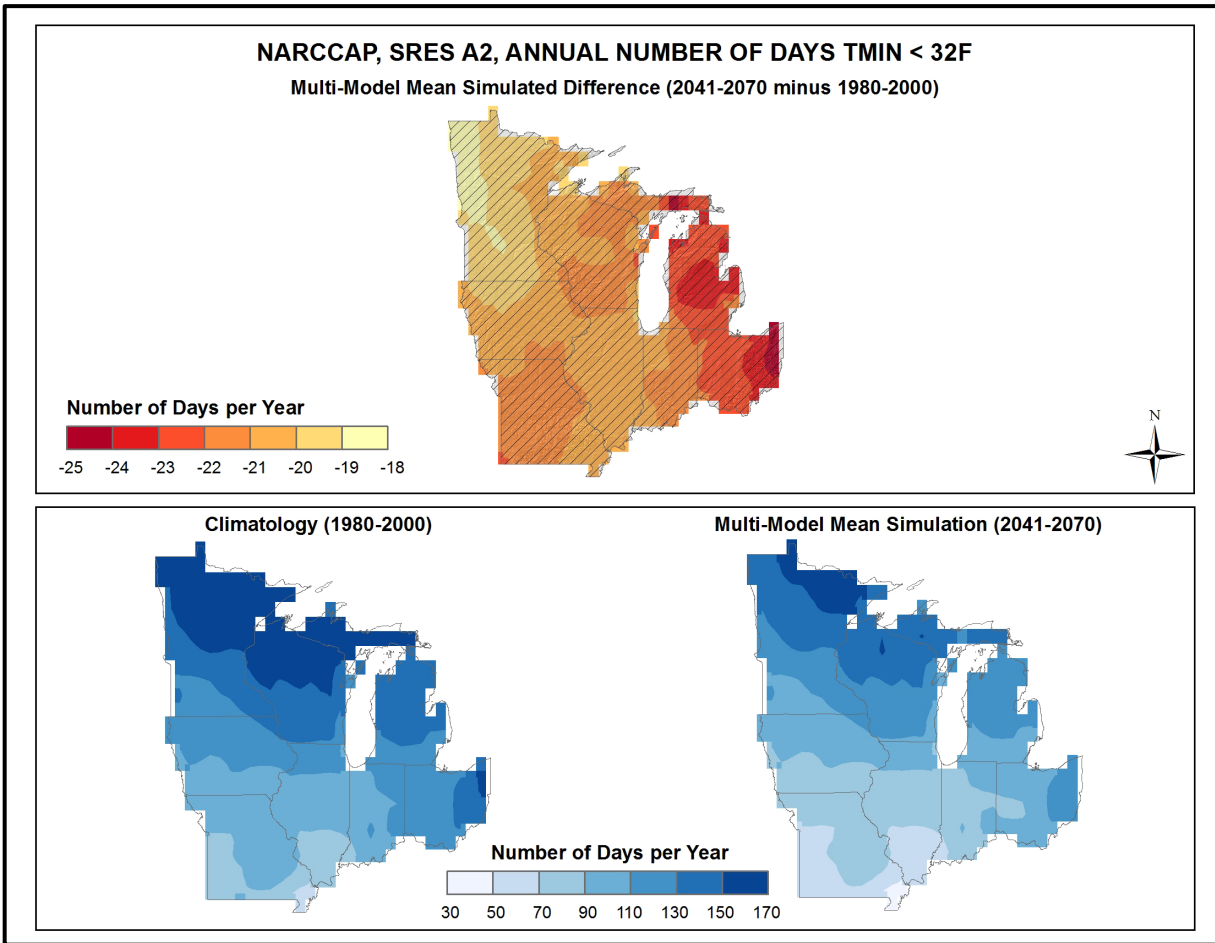 NARCCAP, SRES A2, ANNUAL NUMBER OF DAYS TMIN < 32F
Multi-Model Mean Simulated Difference (2041-2070 minus 1980-2000)
Number of Days per Year
-25 -24 -23 -22 -21 -20 -19 -18
N
Climatology (1980-2000)
Multi-Model Mean Simulation (2041-2070)
Number of Days per Year
30 50 70 90 110 130 150 170